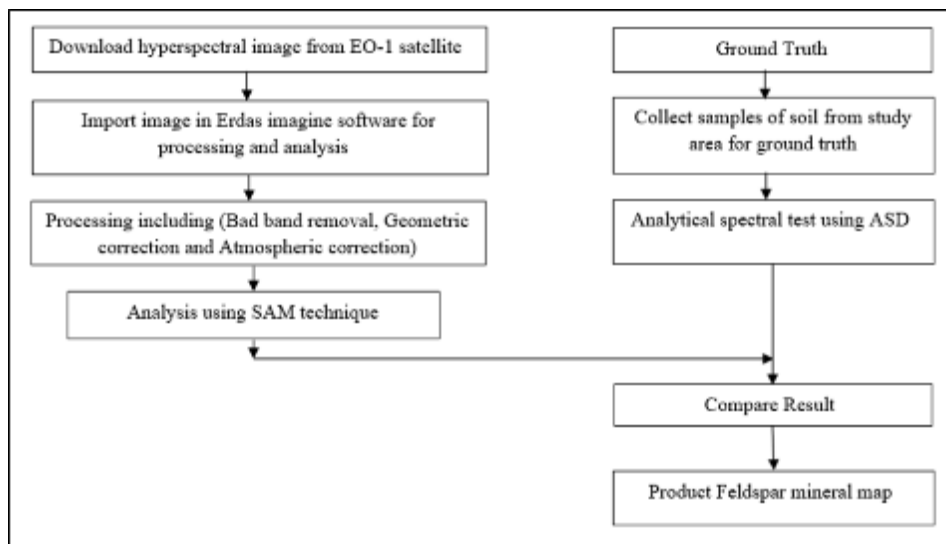 Download hyperspectral image from EO-1 satellite
Import image in Erdas imagine software for
processing and analysis
Processing including (Bad band removal, Geometric
correction and Atmospheric correction)
Analysis using SAM technique
Ground Truth
Collect samples of soil from study
area for ground truth
Analytical spectral test using ASD
Compare Result
Product Feldspar mineral map